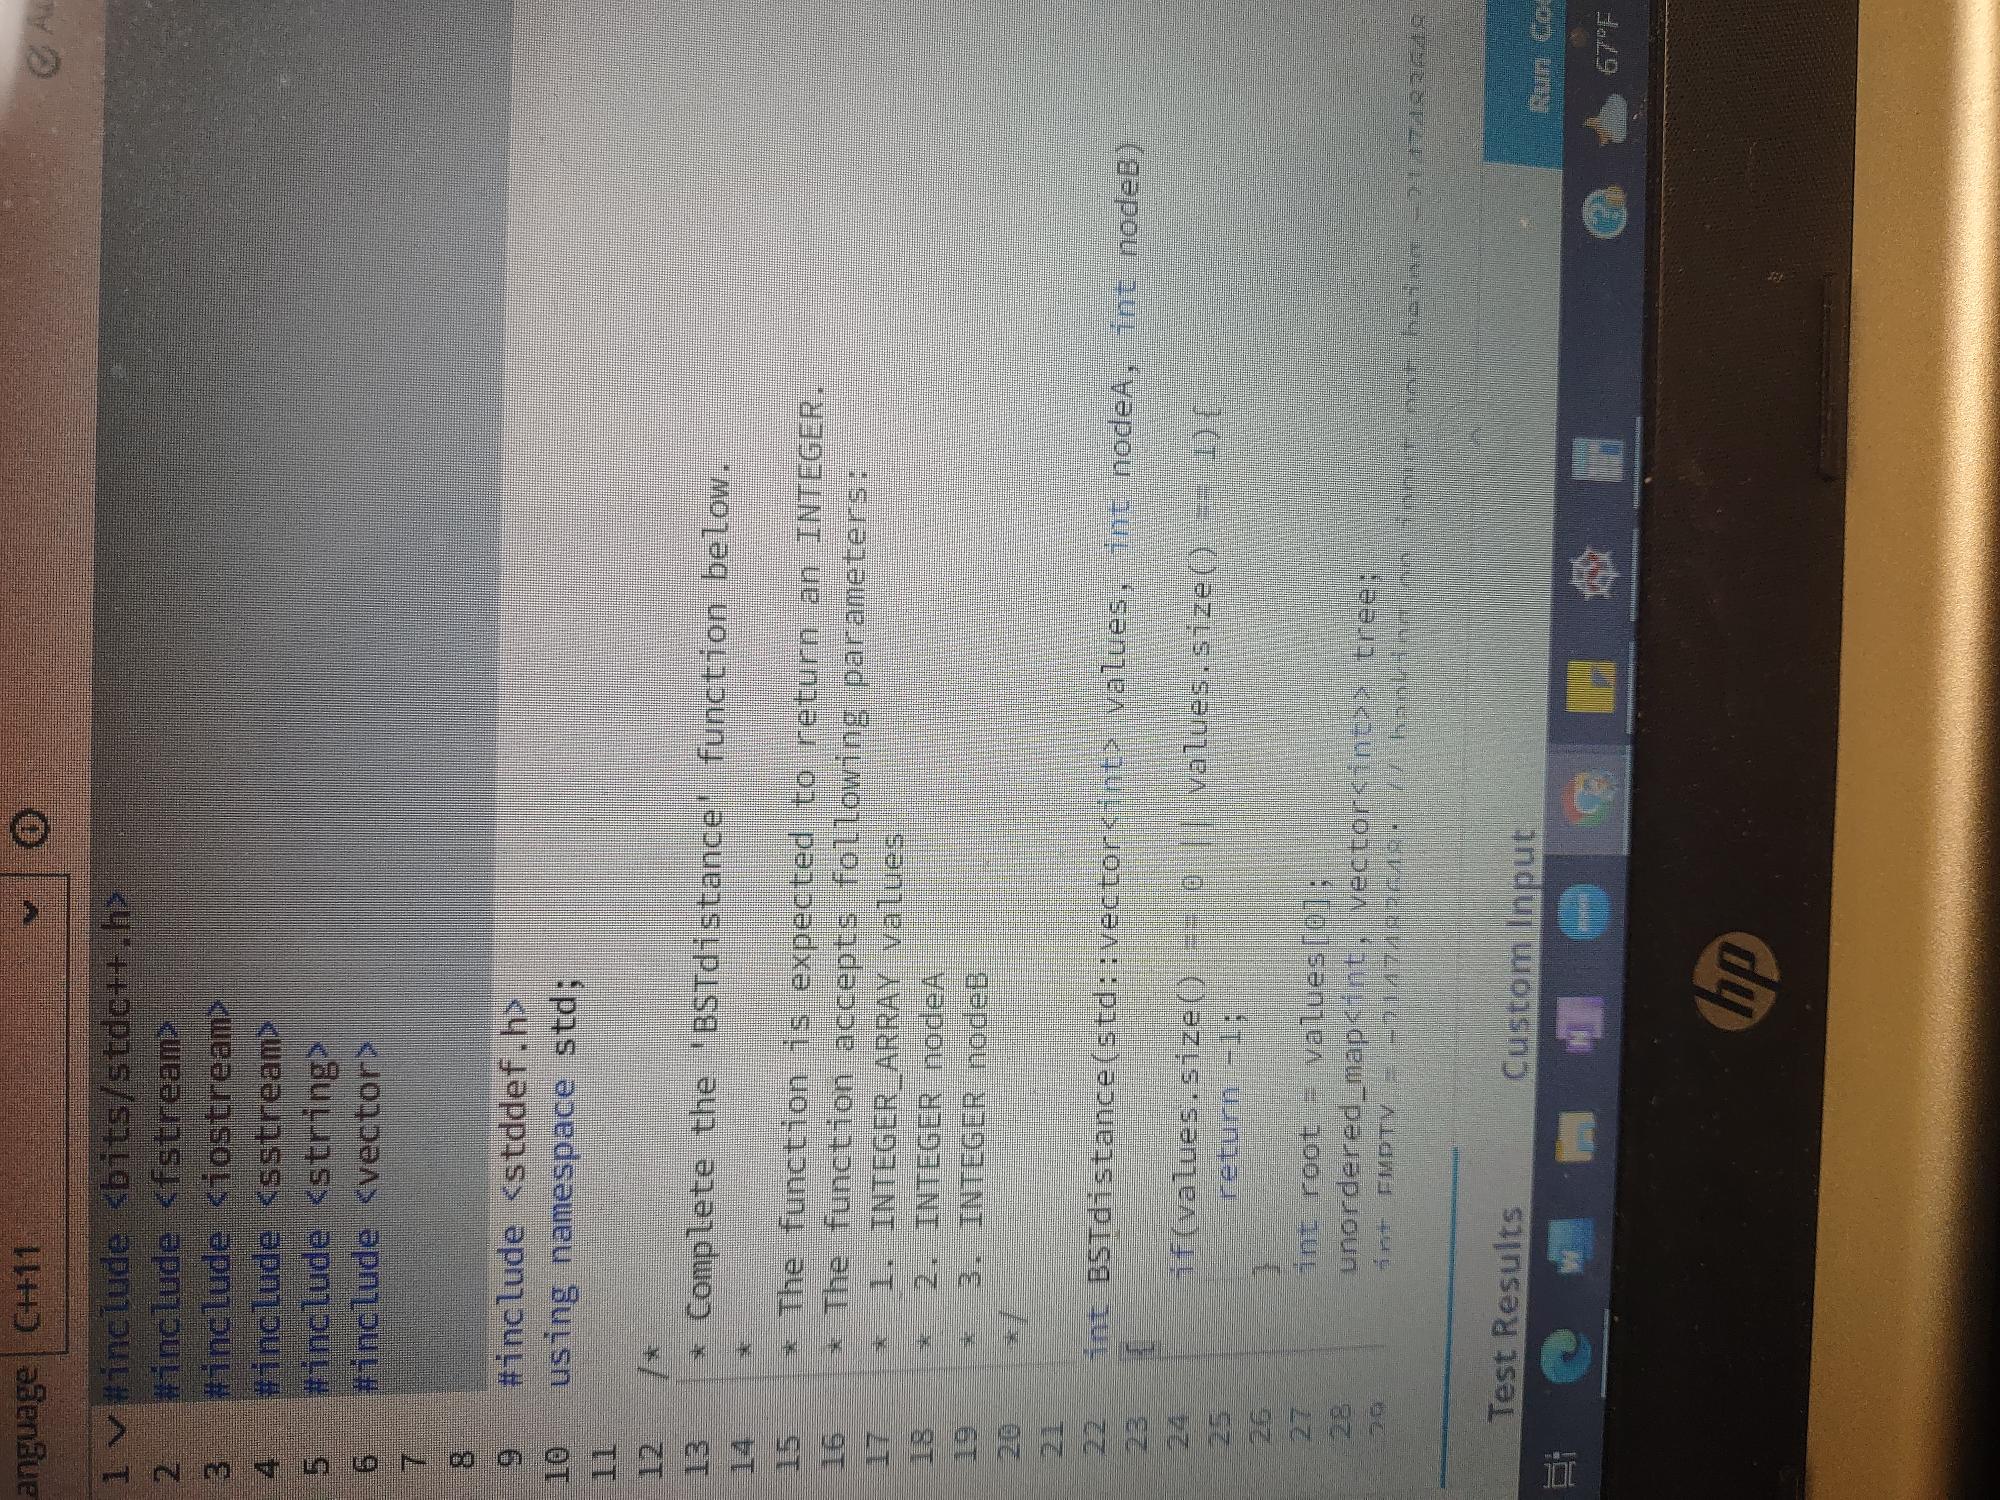 anguage C++11
1 #include <bits/stdc++.h>
2 #include <fstream>
3 #include <iostream>
4 #include <sstream>
5 #include <string>
6 #include <vector>
7
8
9 #include <stddef.h>
10 using namespace std;
11
12 /*
13 * Complete the 'BSTdistance' function below.
14 *
15 * The function is expected to return an INTEGER.
16 * The function accepts following parameters:
17 * 1. INTEGER_ARRAY values
18 * 2. INTEGER nodeA
19 * 3. INTEGER nodeB
20 */
21
22 int BSTdistance(std::vector<int> values, int nodeA, int nodeB)
23 {
24 if(values.size() == 0 || values.size() == 1){
25 return -1;
26 }
27 int root = values[0];
28 unordered_map<int, vector<int>> tree;
29 int EMPTY = -2147483648; // banking on input not being -2147483648
Test Results Custom Input
Run Co
67°F
hp